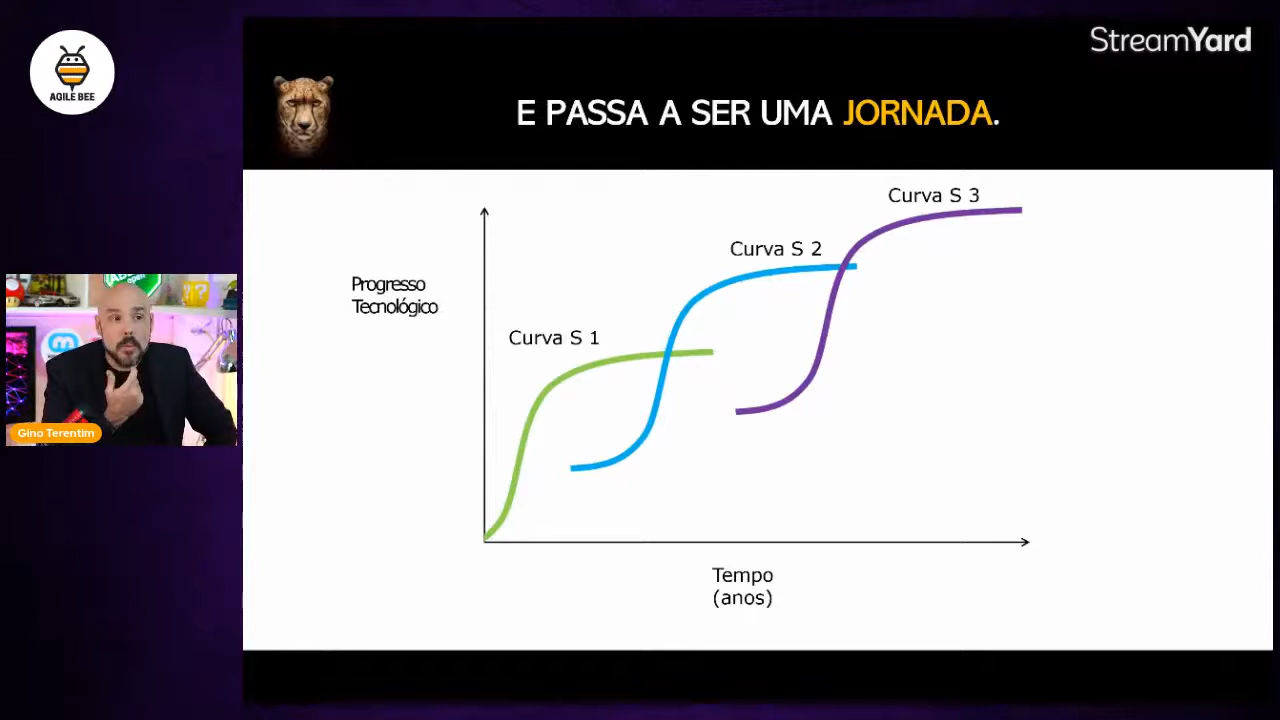 AGILE BEE
StreamYard
E PASSA A SER UMA JORNADA.
Curva S 3
Curva S 2
Progresso
Tecnológico
Curva S 1
open
Gino Terentim
Tempo
(anos)